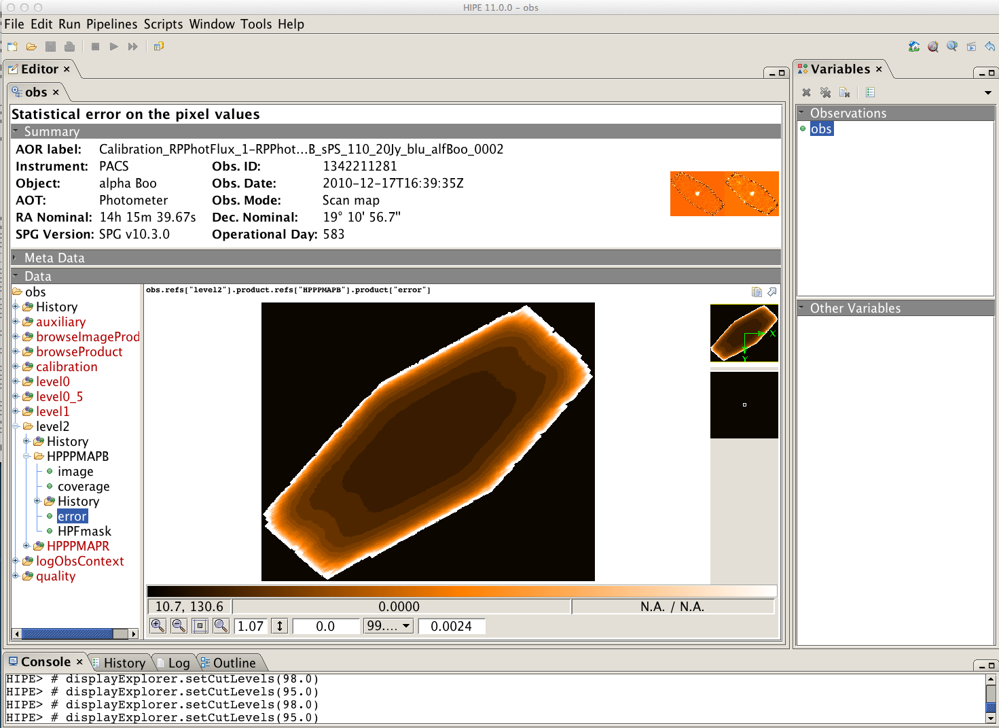 HIPE 11.0.0 - obs
File Edit Run Pipelines Scripts Window Tools Help
Editor ×
Variables ×
obs ×
Statistical error on the pixel values
Summary
AOR label: Calibration_RPPhotFlux_1-RPPhot...B_sPS_110_20Jy_blu_alfBoo_0002
Instrument: PACS Obs. ID: 1342211281
Object: alpha Boo Obs. Date: 2010-12-17T16:39:35Z
AOT: Photometer Obs. Mode: Scan map
RA Nominal: 14h 15m 39.67s Dec. Nominal: 19° 10' 56.7"
SPG Version: SPG v10.3.0 Operational Day: 583
Meta Data
Data
obs
History
auxiliary
browseImageProd
browseProduct
calibration
level0
level0_5
level1
level2
History
HPPPMAPB
image
coverage
History
error
HPFmask
HPPPMAPR
logObsContext
quality
obs.refs["level2"].product.refs["HPPPMAPB"].product["error"]
X
Y
10.7, 130.6 0.0000 N.A. / N.A.
1.07 0.0 99.... 0.0024
Observations
obs
Other Variables
Console × History Log Outline
HIPE> # displayExplorer.setCutLevels(98.0)
HIPE> # displayExplorer.setCutLevels(95.0)
HIPE> # displayExplorer.setCutLevels(98.0)
HIPE> # displayExplorer.setCutLevels(95.0)